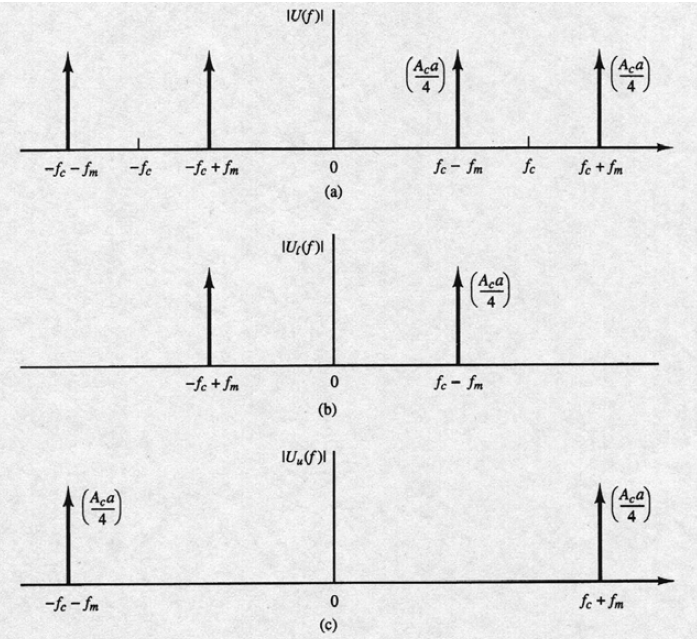 |U(f)|
(A_c a / 4) (A_c a / 4)
−f_c − f_m −f_c −f_c + f_m 0 f_c − f_m f_c f_c + f_m
(a)
|U_ℓ(f)|
(A_c a / 4)
−f_c + f_m 0 f_c − f_m
(b)
|U_u(f)|
(A_c a / 4) (A_c a / 4)
−f_c − f_m 0 f_c + f_m
(c)